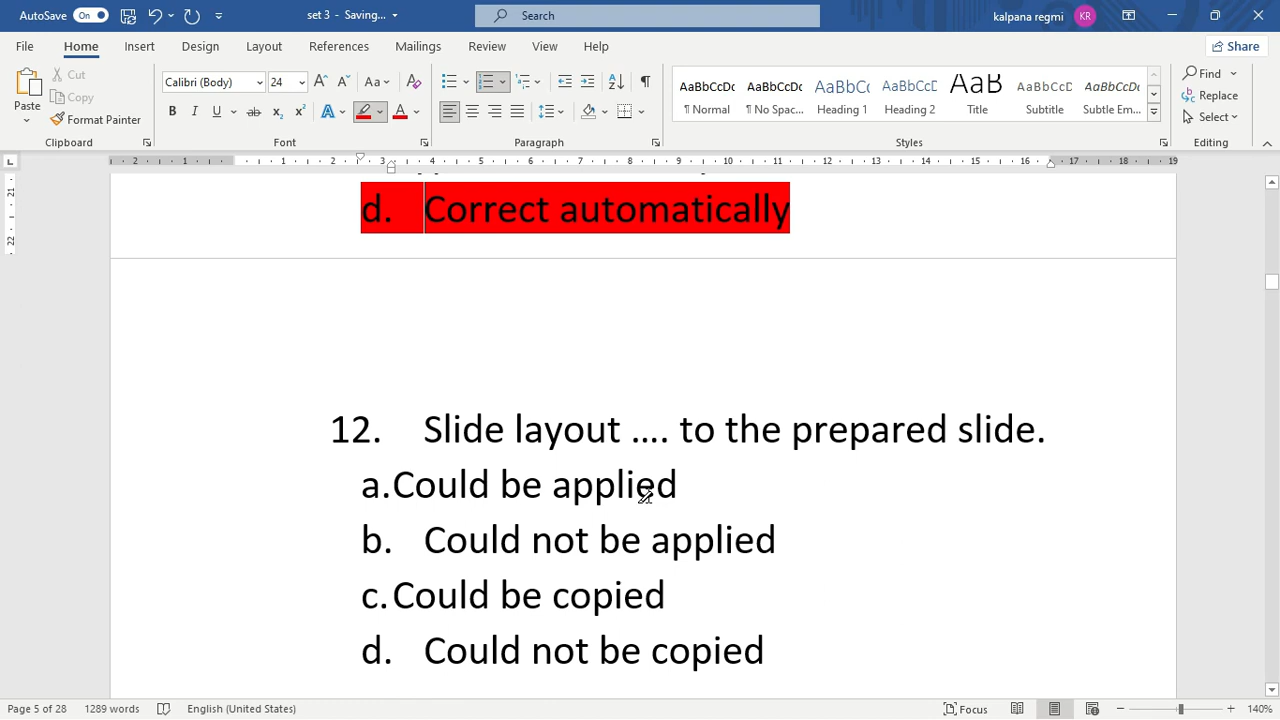 AutoSave On set 3 - Saving... Search kalpana regmi KR
File Home Insert Design Layout References Mailings Review View Help Share
Paste Cut Copy Format Painter Clipboard
Calibri (Body) 24 Aa Font
Paragraph
AaBbCcDc ¶ Normal AaBbCcDc ¶ No Spac... AaBbCc Heading 1 AaBbCcD Heading 2 AaB Title AaBbCcD Subtitle AaBbCcDc Subtle Em... Styles
Find Replace Select Editing
d. Correct automatically
12. Slide layout .... to the prepared slide.
a. Could be applied
b. Could not be applied
c. Could be copied
d. Could not be copied
Page 5 of 28 1289 words English (United States) Focus 140%